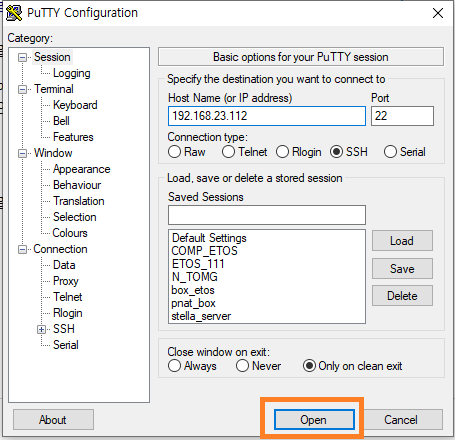 PuTTY Configuration
Category:
Session
Logging
Terminal
Keyboard
Bell
Features
Window
Appearance
Behaviour
Translation
Selection
Colours
Connection
Data
Proxy
Telnet
Rlogin
SSH
Serial
Basic options for your PuTTY session
Specify the destination you want to connect to
Host Name (or IP address) Port
192.168.23.112 22
Connection type:
Raw Telnet Rlogin SSH Serial
Load, save or delete a stored session
Saved Sessions
Default Settings
COMP_ETOS
ETOS_111
N_TOMG
box_etos
pnat_box
stella_server
Load
Save
Delete
Close window on exit:
Always Never Only on clean exit
About Open Cancel